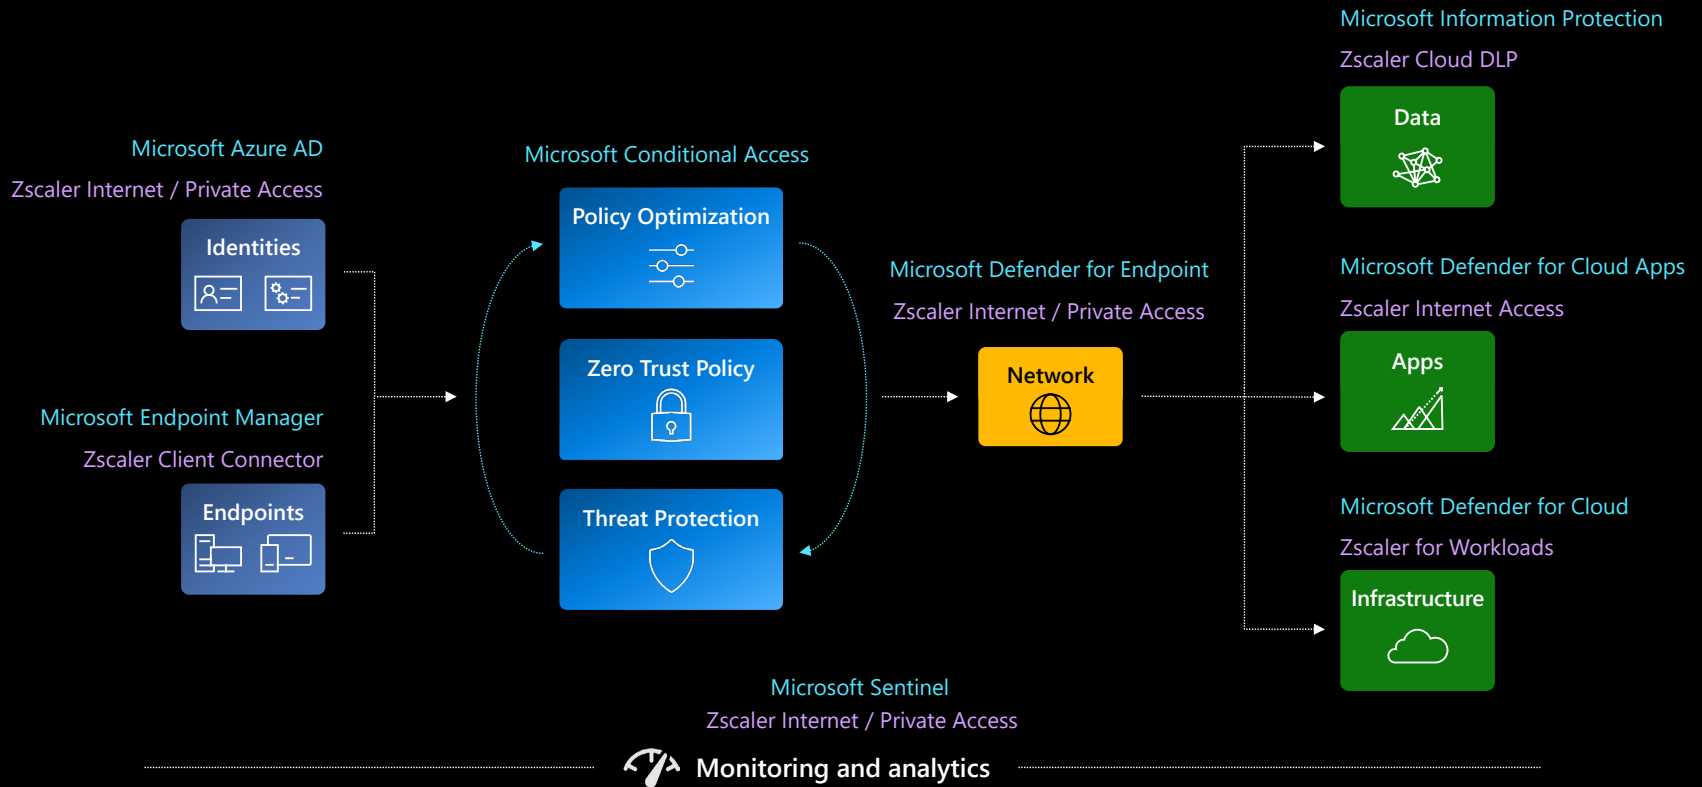 Microsoft Azure AD
Zscaler Internet / Private Access
Identities
Microsoft Endpoint Manager
Zscaler Client Connector
Endpoints
Microsoft Conditional Access
Policy Optimization
Zero Trust Policy
Threat Protection
Microsoft Defender for Endpoint
Zscaler Internet / Private Access
Network
Microsoft Information Protection
Zscaler Cloud DLP
Data
Microsoft Defender for Cloud Apps
Zscaler Internet Access
Apps
Microsoft Defender for Cloud
Zscaler for Workloads
Infrastructure
Microsoft Sentinel
Zscaler Internet / Private Access
Monitoring and analytics